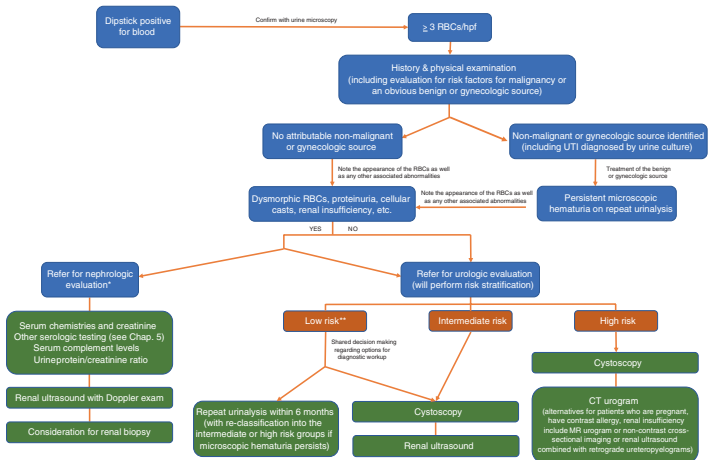 Dipstick positive
for blood
Confirm with urine microscopy
≥ 3 RBCs/hpf
History & physical examination
(including evaluation for risk factors for malignancy or
an obvious benign or gynecologic source)
No attributable non-malignant
or gynecologic source
Non-malignant or gynecologic source identified
(including UTI diagnosed by urine culture)
Note the appearance of the RBCs as well
as any other associated abnormalities
Treatment of the benign
or gynecologic source
Dysmorphic RBCs, proteinuria, cellular
casts, renal insufficiency, etc.
Note the appearance of the RBCs as well
as any other associated abnormalities
Persistent microscopic
hematuria on repeat urinalysis
YES
NO
Refer for nephrologic
evaluation*
Refer for urologic evaluation
(will perform risk stratification)
Serum chemistries and creatinine
Other serologic testing (see Chap. 5)
Serum complement levels
Urineprotein/creatinine ratio
Low risk**
Intermediate risk
High risk
Shared decision making
regarding options for
diagnostic workup
Cystoscopy
Renal ultrasound with Doppler exam
Consideration for renal biopsy
Repeat urinalysis within 6 months
(with re-classification into the
intermediate or high risk groups if
microscopic hematuria persists)
Cystoscopy
Renal ultrasound
CT urogram
(alternatives for patients who are pregnant,
have contrast allergy, renal insufficiency
include MR urogram or non-contrast cross-
sectional imaging or renal ultrasound
combined with retrograde ureteropyelograms)